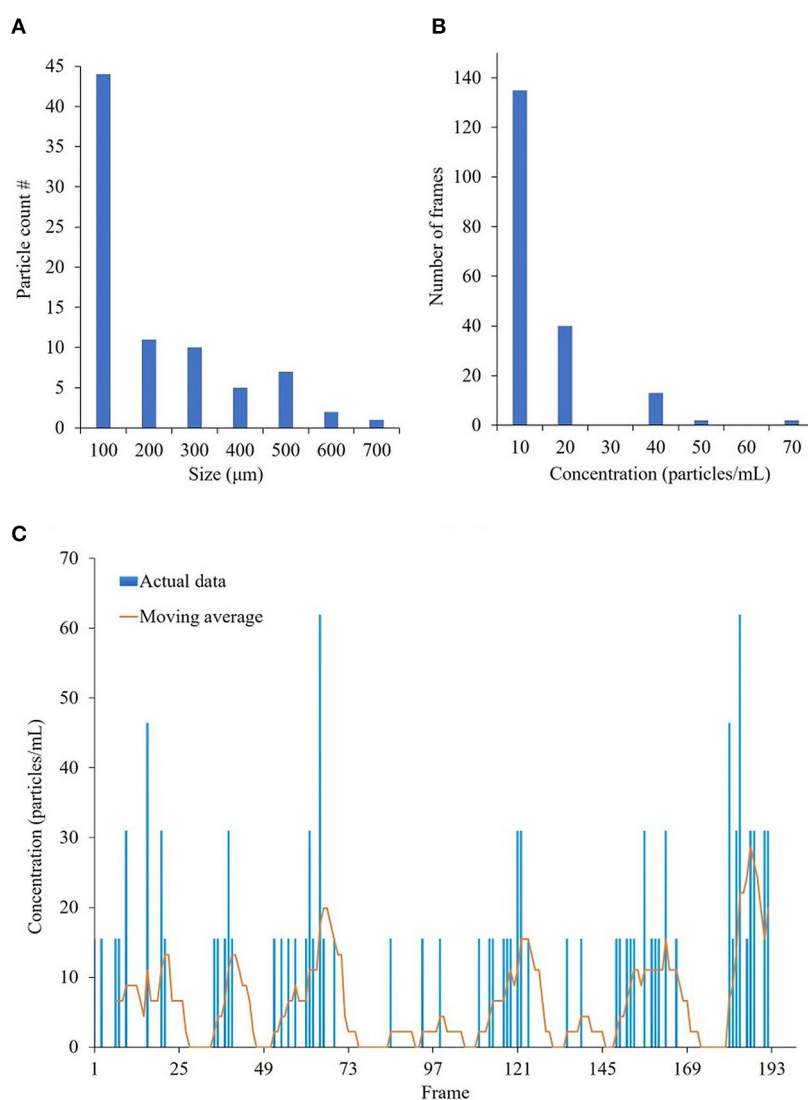 A
45
40
35
30
25
20
15
10
5
0
Particle count #
100 200 300 400 500 600 700
Size (μm)
B
140
120
100
80
60
40
20
0
Number of frames
10 20 30 40 50 60 70
Concentration (particles/mL)
C
70
60
50
40
30
20
10
0
Concentration (particles/mL)
Actual data
Moving average
1 25 49 73 97 121 145 169 193
Frame